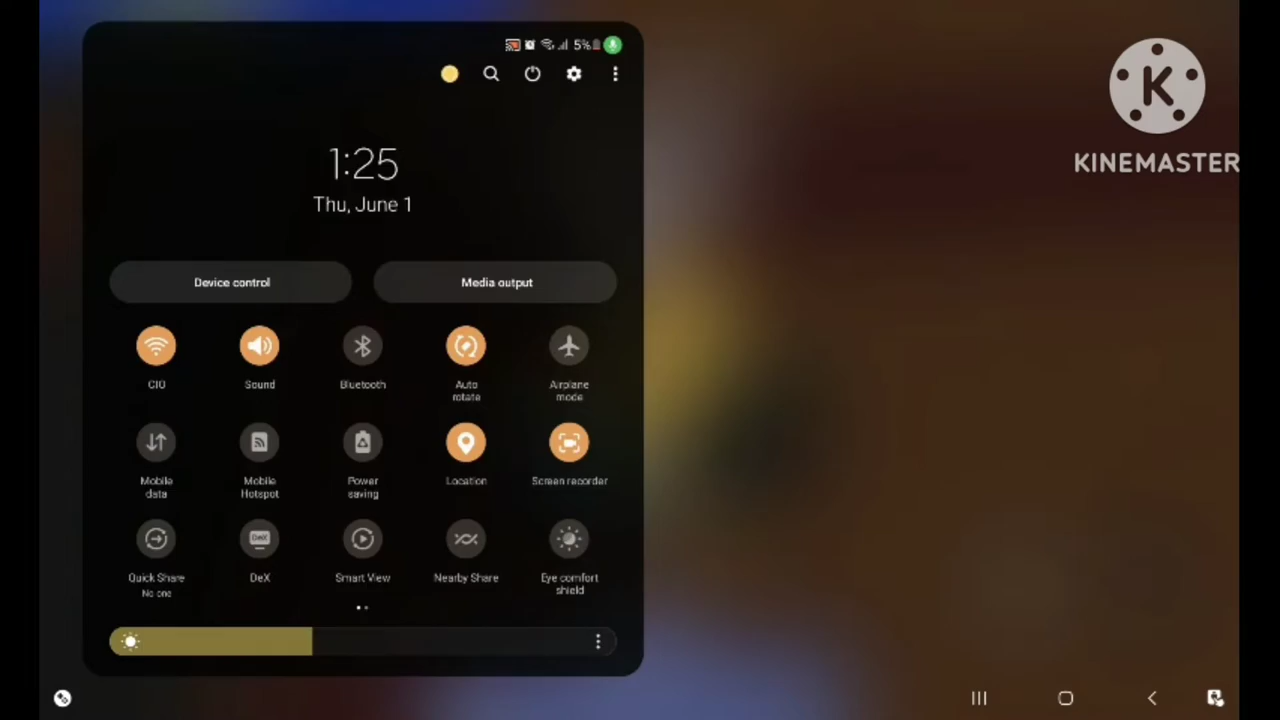 5%
K
KINEMASTER
1:25
Thu, June 1
Device control
Media output
CIO
Sound
Bluetooth
Auto
rotate
Airplane
mode
Mobile
data
Mobile
Hotspot
Power
saving
Location
Screen recorder
DeX
Quick Share
No one
DeX
Smart View
Nearby Share
Eye comfort
shield